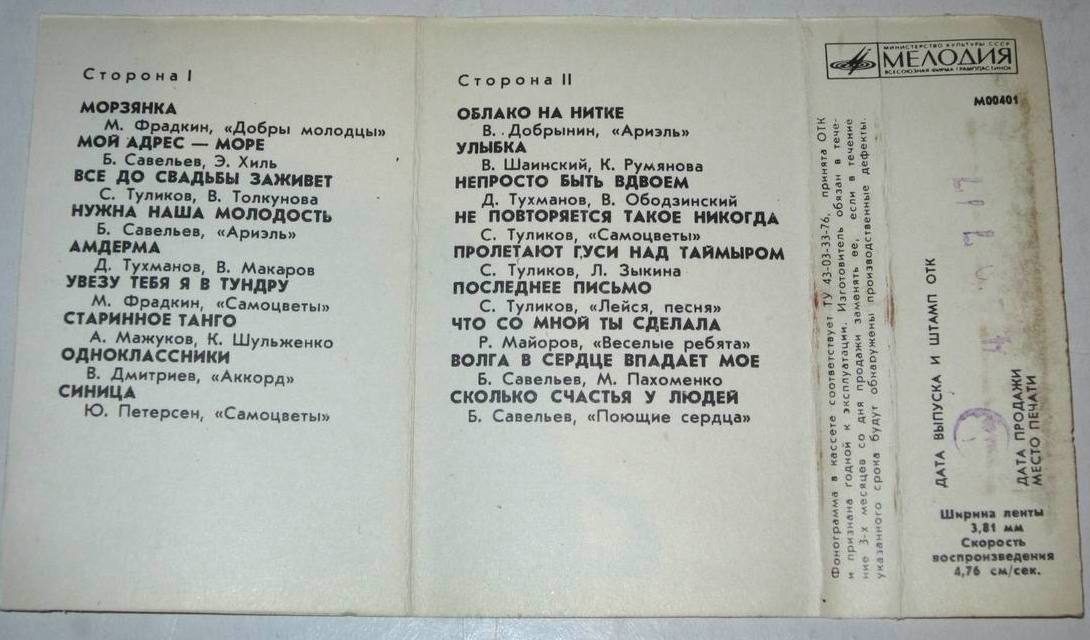 Сторона I
МОРЗЯНКА
М. Фрадкин, «Добры молодцы»
МОЙ АДРЕС — МОРЕ
Б. Савельев, Э. Хиль
ВСЕ ДО СВАДЬБЫ ЗАЖИВЕТ
С. Туликов, В. Толкунова
НУЖНА НАША МОЛОДОСТЬ
Б. Савельев, «Ариэль»
АМДЕРМА
Д. Тухманов, В. Макаров
УВЕЗУ ТЕБЯ Я В ТУНДРУ
М. Фрадкин, «Самоцветы»
СТАРИННОЕ ТАНГО
А. Мажуков, К. Шульженко
ОДНОКЛАССНИКИ
В. Дмитриев, «Аккорд»
СИНИЦА
Ю. Петерсен, «Самоцветы»
Сторона II
ОБЛАКО НА НИТКЕ
В. Добрынин, «Ариэль»
УЛЫБКА
В. Шаинский, К. Румянова
НЕПРОСТО БЫТЬ ВДВОЕМ
Д. Тухманов, В. Ободзинский
НЕ ПОВТОРЯЕТСЯ ТАКОЕ НИКОГДА
С. Туликов, «Самоцветы»
ПРОЛЕТАЮТ ГУСИ НАД ТАЙМЫРОМ
С. Туликов, Л. Зыкина
ПОСЛЕДНЕЕ ПИСЬМО
С. Туликов, «Лейся, песня»
ЧТО СО МНОЙ ТЫ СДЕЛАЛА
Р. Майоров, «Веселые ребята»
ВОЛГА В СЕРДЦЕ ВПАДАЕТ МОЕ
Б. Савельев, М. Пахоменко
СКОЛЬКО СЧАСТЬЯ У ЛЮДЕЙ
Б. Савельев, «Поющие сердца»
МИНИСТЕРСТВО КУЛЬТУРЫ СССР
МЕЛОДИЯ
ВСЕСОЮЗНАЯ ФИРМА ГРАМПЛАСТИНОК
М00401
Фонограмма в кассете соответствует ТУ 43-03-33-76, принята ОТК
и признана годной к эксплуатации. Изготовитель обязан в тече-
ние 3-х месяцев со дня продажи заменять ее, если в течение
указанного срока будут обнаружены производственные дефекты.
ДАТА ВЫПУСКА И ШТАМП ОТК
ДАТА ПРОДАЖИ
МЕСТО ПЕЧАТИ
Ширина ленты
3,81 мм
Скорость
воспроизведения
4,76 см/сек.